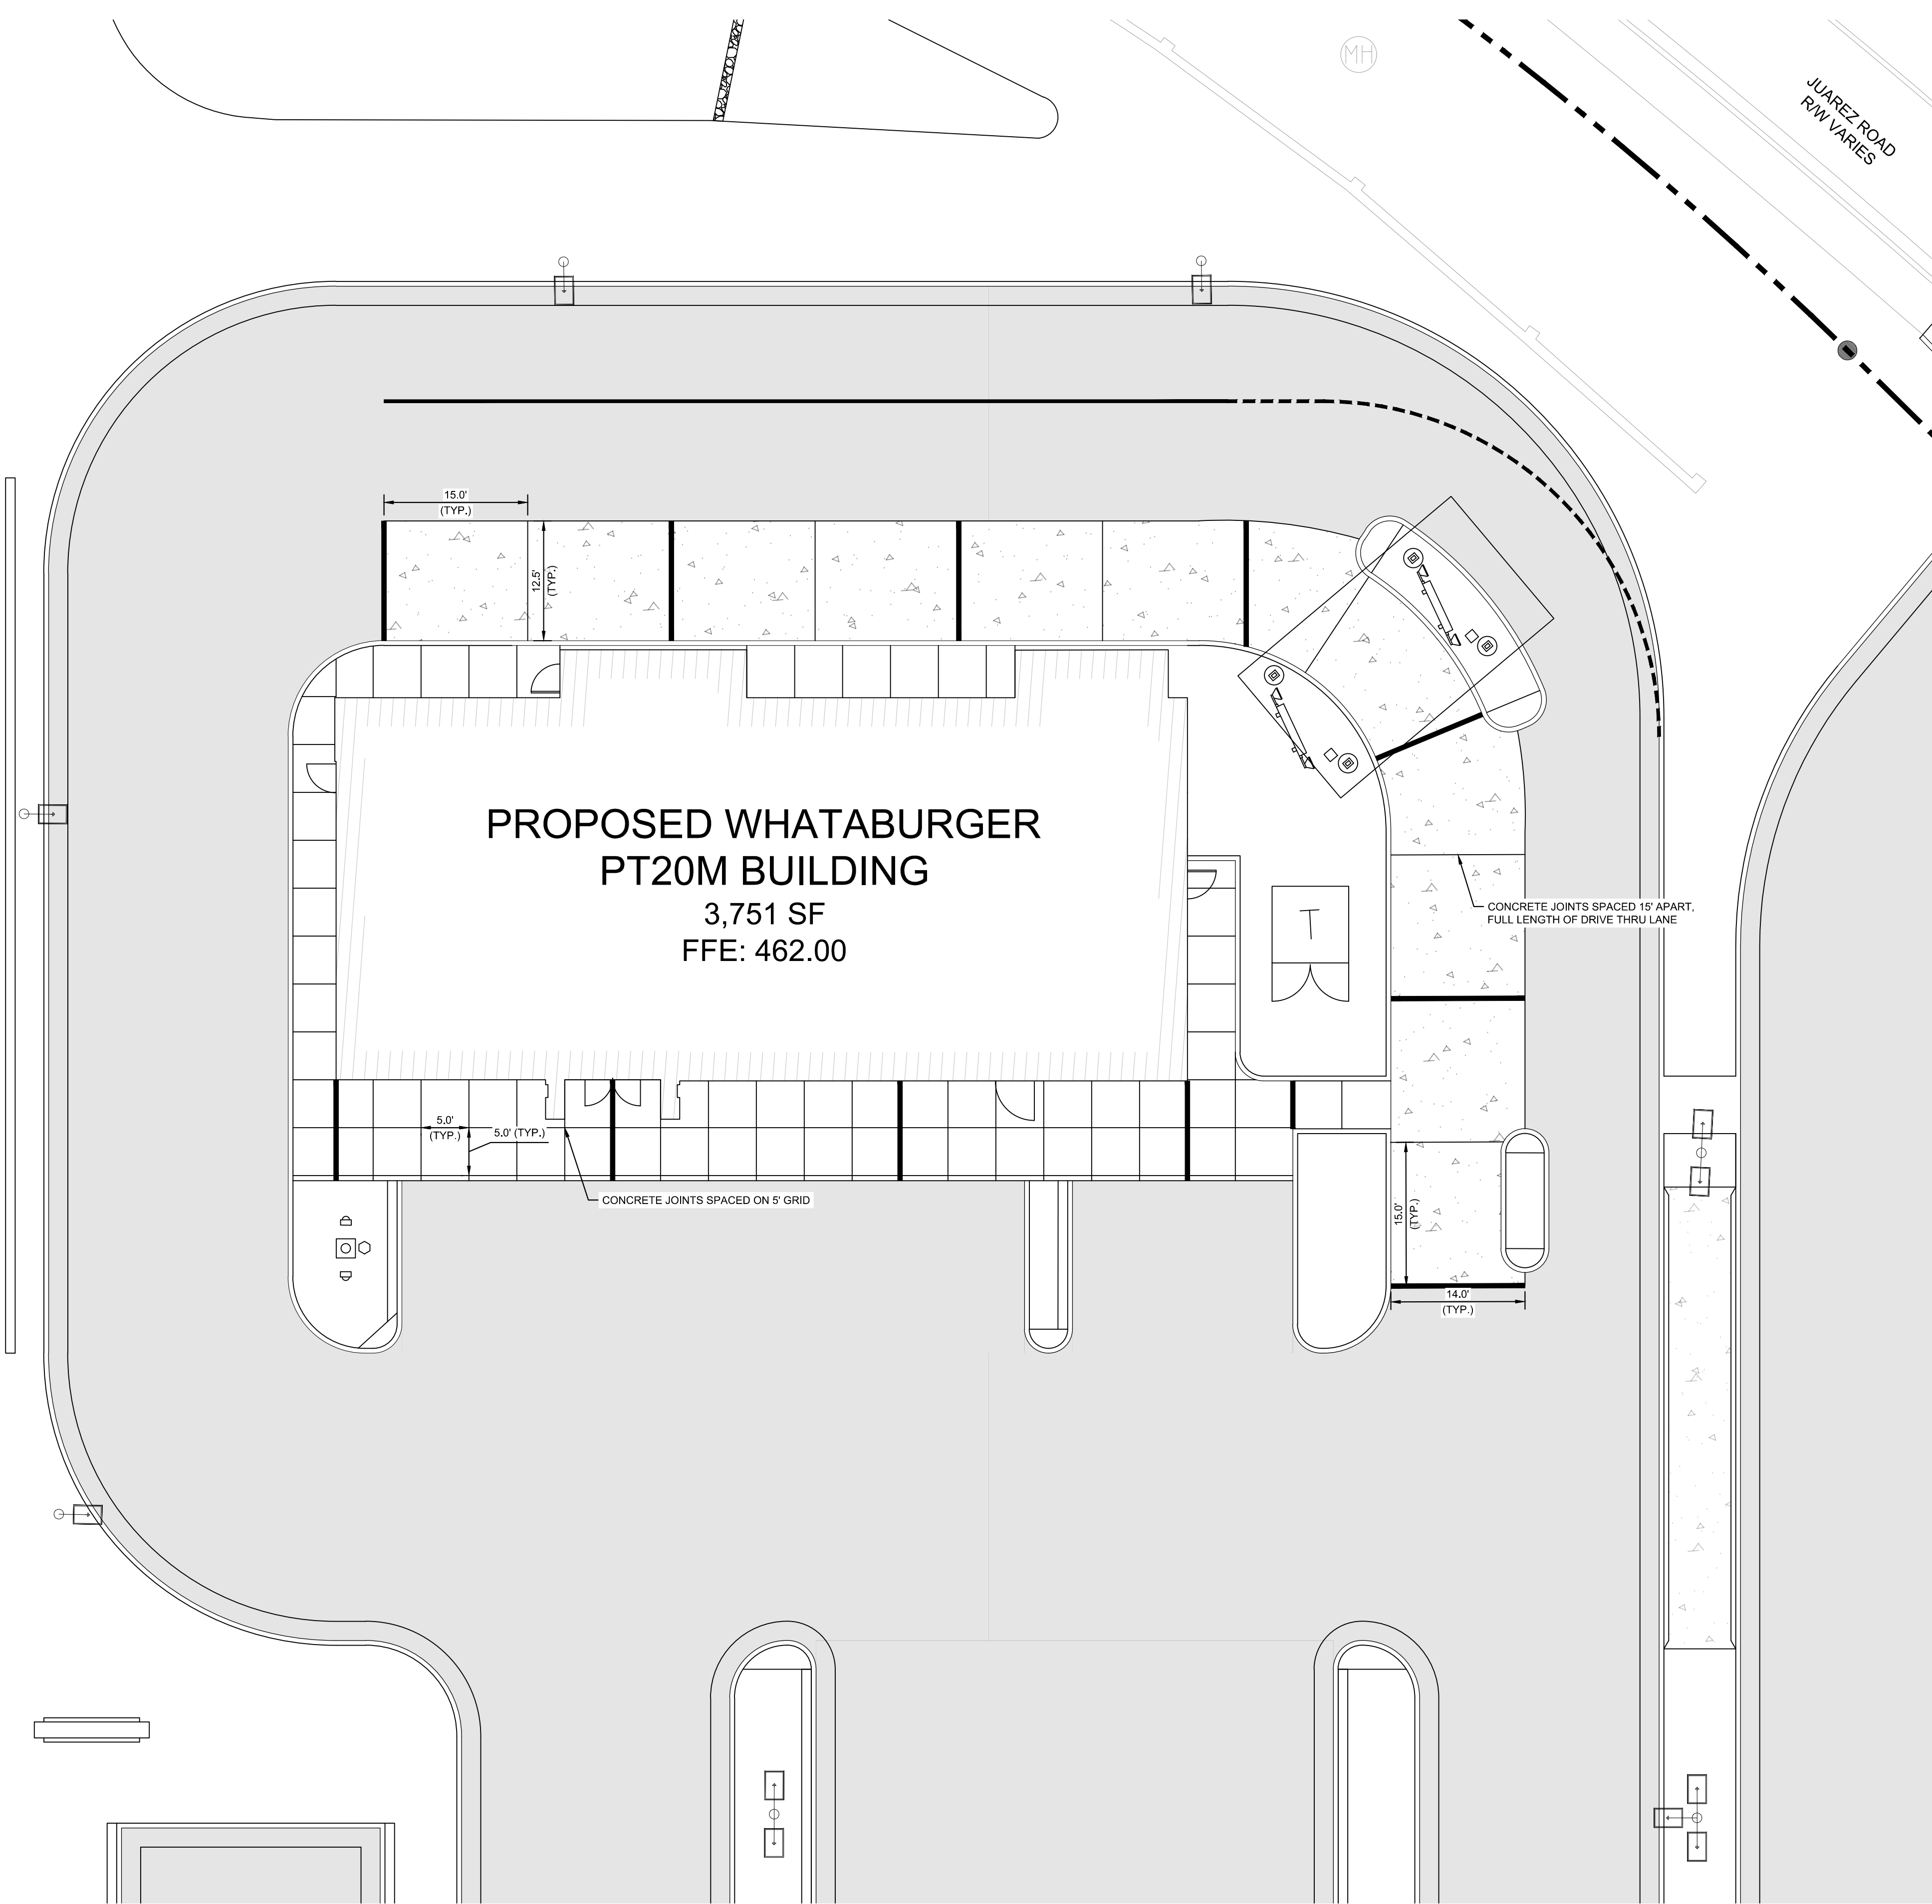 MH
JUAREZ ROAD
R/W VARIES
15.0'
(TYP.)
12.5'
(TYP.)
PROPOSED WHATABURGER
PT20M BUILDING
3,751 SF
FFE: 462.00
CONCRETE JOINTS SPACED 15' APART,
FULL LENGTH OF DRIVE THRU LANE
T
5.0'
(TYP.)
5.0' (TYP.)
CONCRETE JOINTS SPACED ON 5' GRID
15.0'
(TYP.)
14.0'
(TYP.)